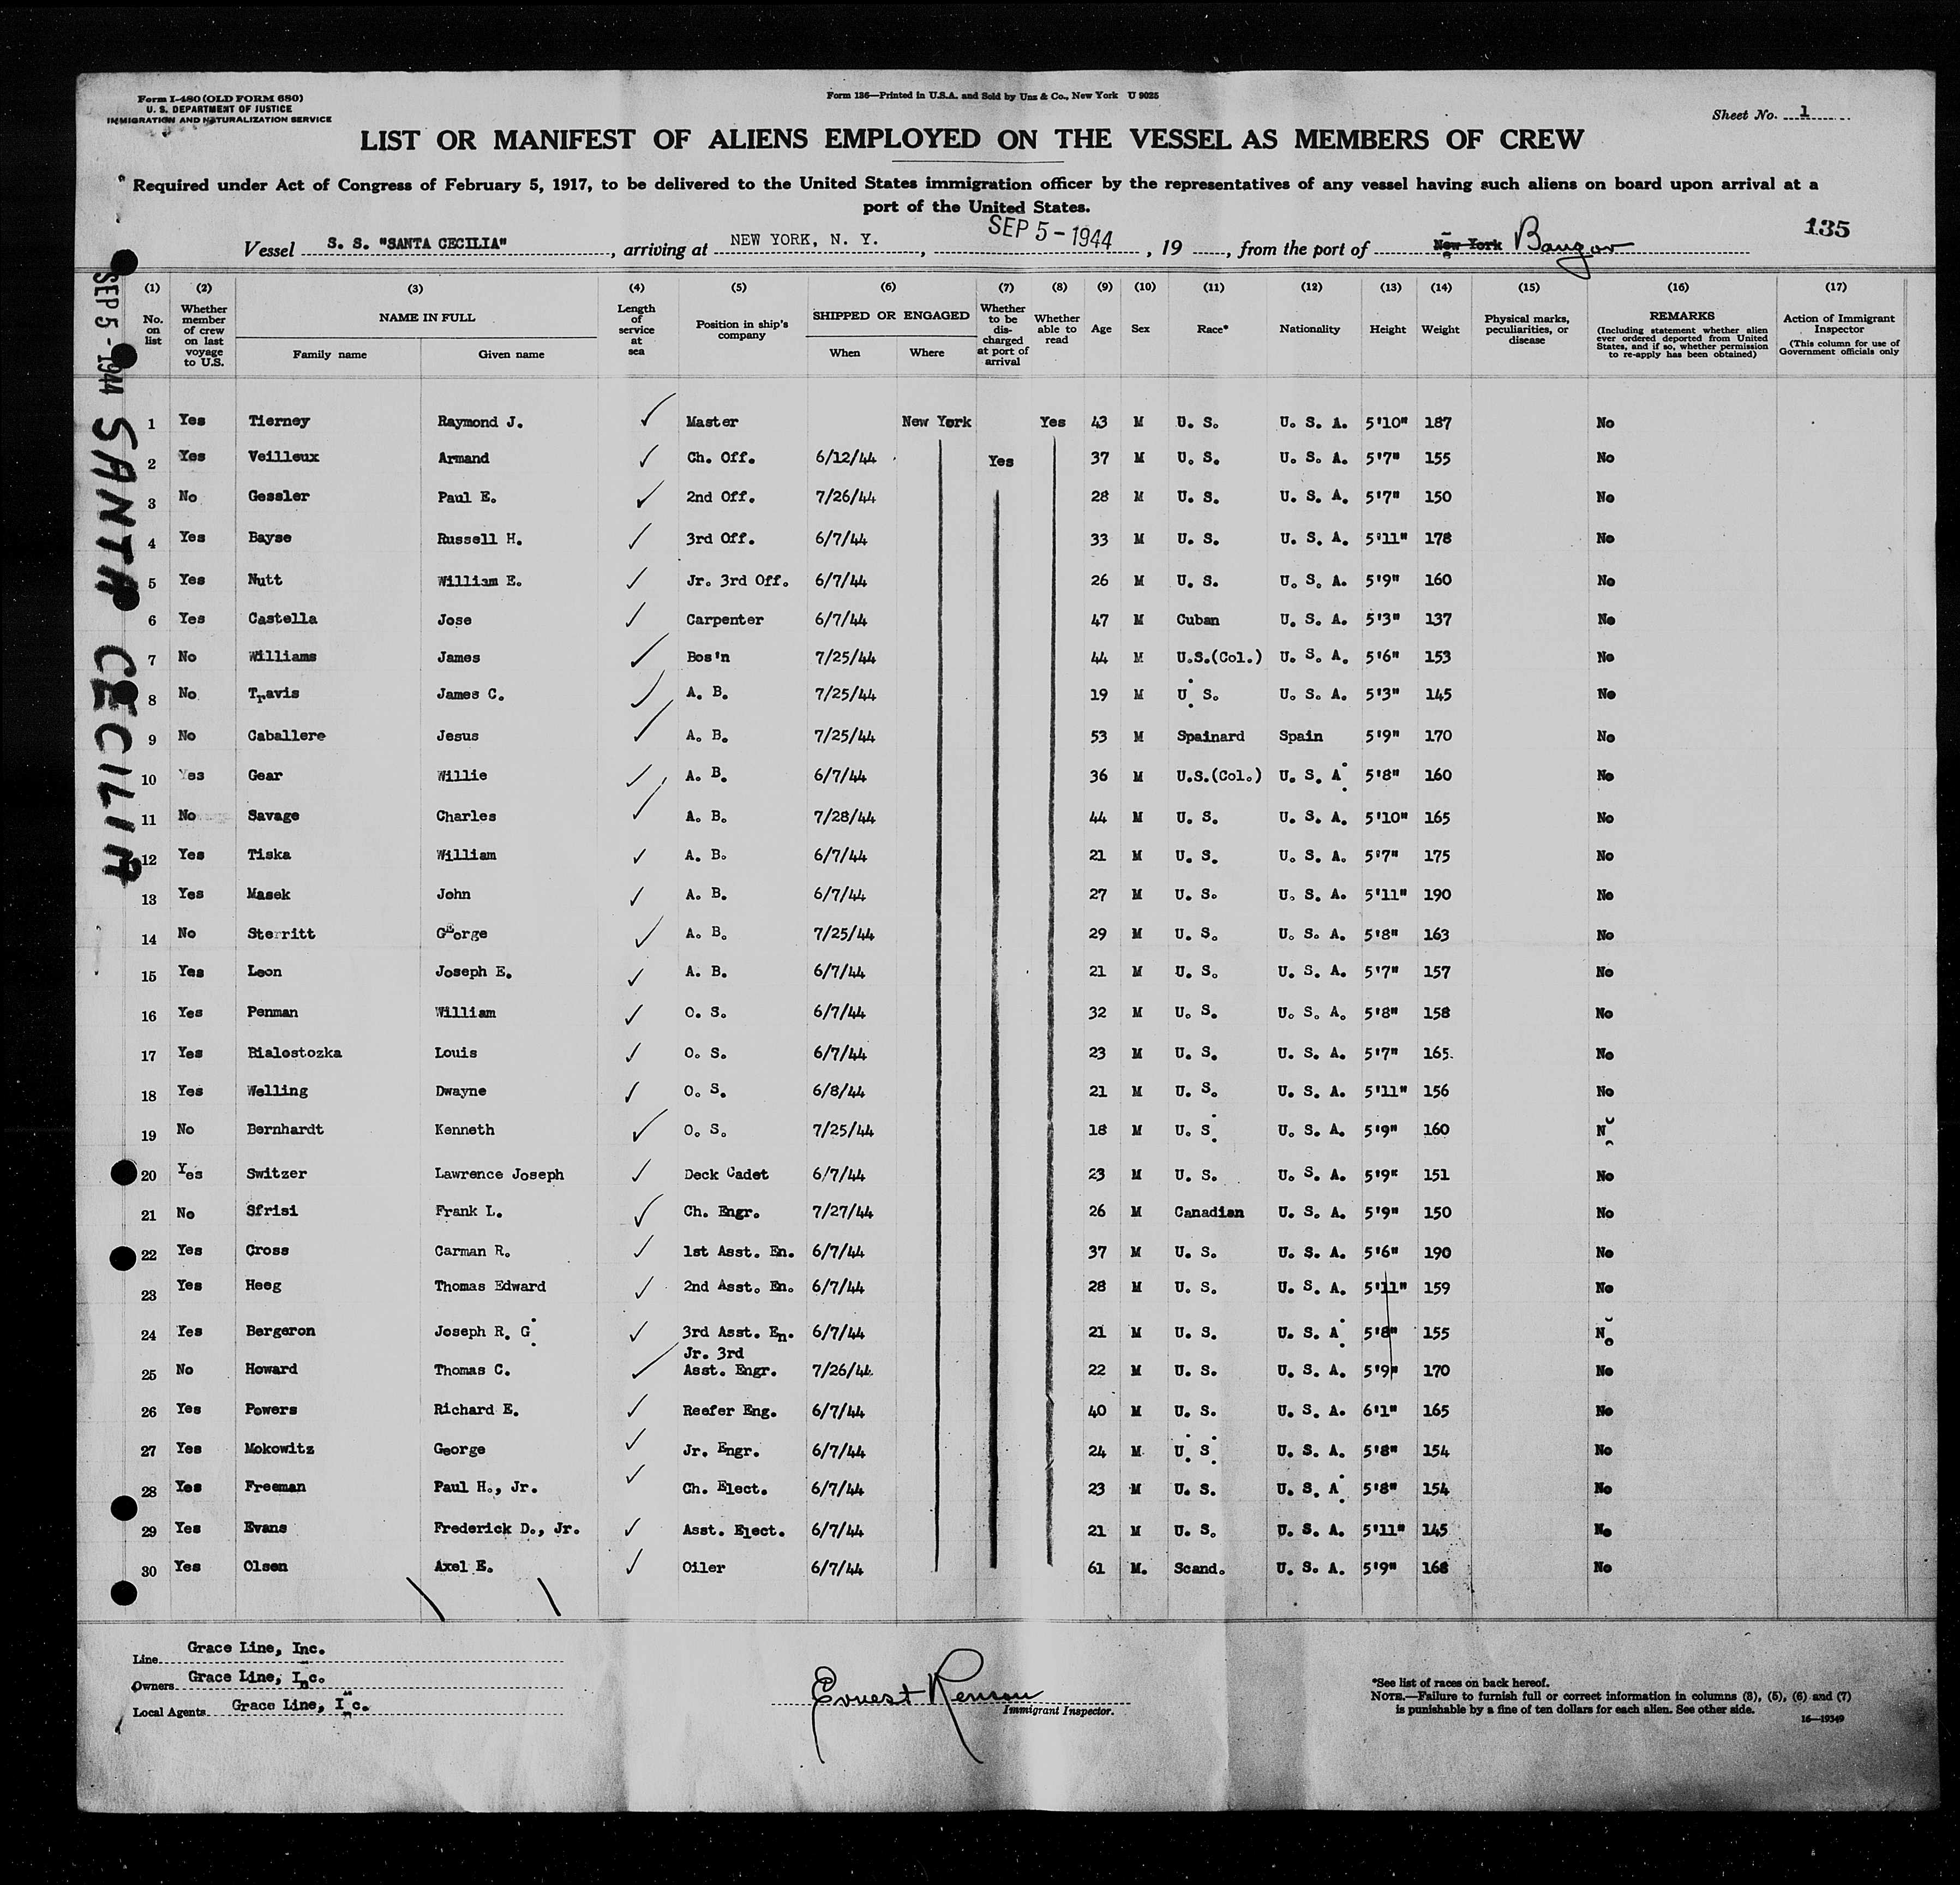 Form I-480 (OLD FORM 680)
U. S. DEPARTMENT OF JUSTICE
IMMIGRATION AND NATURALIZATION SERVICE
Form 136—Printed in U.S.A. and Sold by Unz & Co., New York U 9025
Sheet No. 1
LIST OR MANIFEST OF ALIENS EMPLOYED ON THE VESSEL AS MEMBERS OF CREW
Required under Act of Congress of February 5, 1917, to be delivered to the United States immigration officer by the representatives of any vessel having such aliens on board upon arrival at a
port of the United States.
135
Vessel S. S. "SANTA CECILIA", arriving at NEW YORK, N. Y., SEP 5 - 1944, 19 , from the port of New York Bangor
SEP 5 - 1944 SANTA CECILIA
(1) No. on list (2) Whether member of crew on last voyage to U.S. (3) NAME IN FULL Family name Given name (4) Length of service at sea (5) Position in ship's company (6) SHIPPED OR ENGAGED When Where (7) Whether to be discharged at port of arrival (8) Whether able to read (9) Age (10) Sex (11) Race* (12) Nationality (13) Height (14) Weight (15) Physical marks, peculiarities, or disease (16) REMARKS (Including statement whether alien ever ordered deported from United States, and if so, whether permission to re-apply has been obtained) (17) Action of Immigrant Inspector (This column for use of Government officials only
1 Yes Tierney Raymond J. ✓ Master New York Yes 43 M U. S. U. S. A. 5'10" 187 No
2 Yes Veilleux Armand ✓ Ch. Off. 6/12/44 Yes 37 M U. S. U. S. A. 5'7" 155 No
3 No Gessler Paul E. ✓ 2nd Off. 7/26/44 28 M U. S. U. S. A. 5'7" 150 No
4 Yes Bayse Russell H. ✓ 3rd Off. 6/7/44 33 M U. S. U. S. A. 5'11" 178 No
5 Yes Nutt William E. ✓ Jr. 3rd Off. 6/7/44 26 M U. S. U. S. A. 5'9" 160 No
6 Yes Castella Jose ✓ Carpenter 6/7/44 47 M Cuban U. S. A. 5'3" 137 No
7 No Williams James ✓ Bos'n 7/25/44 44 M U.S.(Col.) U. S. A. 5'6" 153 No
8 No Travis James C. ✓ A. B. 7/25/44 19 M U. S. U. S. A. 5'3" 145 No
9 No Caballere Jesus ✓ A. B. 7/25/44 53 M Spainard Spain 5'9" 170 No
10 Yes Gear Willie ✓ A. B. 6/7/44 36 M U.S.(Col.) U. S. A. 5'8" 160 No
11 No Savage Charles ✓ A. B. 7/28/44 44 M U. S. U. S. A. 5'10" 165 No
12 Yes Tiska William ✓ A. B. 6/7/44 21 M U. S. U. S. A. 5'7" 175 No
13 Yes Masek John ✓ A. B. 6/7/44 27 M U. S. U. S. A. 5'11" 190 No
14 No Sterritt George ✓ A. B. 7/25/44 29 M U. S. U. S. A. 5'8" 163 No
15 Yes Leon Joseph E. ✓ A. B. 6/7/44 21 M U. S. U. S. A. 5'7" 157 No
16 Yes Penman William ✓ O. S. 6/7/44 32 M U. S. U. S. A. 5'8" 158 No
17 Yes Bialestozka Louis ✓ O. S. 6/7/44 23 M U. S. U. S. A. 5'7" 165. No
18 Yes Welling Dwayne ✓ O. S. 6/8/44 21 M U. S. U. S. A. 5'11" 156 No
19 No Bernhardt Kenneth ✓ O. S. 7/25/44 18 M U. S. U. S. A. 5'9" 160 No
20 Yes Switzer Lawrence Joseph ✓ Deck Cadet 6/7/44 23 M U. S. U. S. A. 5'9" 151 No
21 No Sfrisi Frank L. ✓ Ch. Engr. 7/27/44 26 M Canadian U. S. A. 5'9" 150 No
22 Yes Cross Carman R. ✓ 1st Asst. En. 6/7/44 37 M U. S. U. S. A. 5'6" 190 No
23 Yes Heeg Thomas Edward ✓ 2nd Asst. En. 6/7/44 28 M U. S. U. S. A. 5'11" 159 No
24 Yes Bergeron Joseph R. G. ✓ 3rd Asst. En. 6/7/44 21 M U. S. U. S. A. 5'8" 155 No
Jr. 3rd
25 No Howard Thomas C. ✓ Asst. Engr. 7/26/44 22 M U. S. U. S. A. 5'9" 170 No
26 Yes Powers Richard E. ✓ Reefer Eng. 6/7/44 40 M U. S. U. S. A. 6'1" 165 No
27 Yes Mokowitz George ✓ Jr. Engr. 6/7/44 24 M U. S. U. S. A. 5'8" 154 No
28 Yes Freeman Paul H., Jr. ✓ Ch. Elect. 6/7/44 23 M U. S. U. S. A. 5'8" 154 No
29 Yes Evans Frederick D., Jr. ✓ Asst. Elect. 6/7/44 21 M U. S. U. S. A. 5'11" 145 No
30 Yes Olsen Axel E. ✓ Oiler 6/7/44 61 M. Scand. U. S. A. 5'9" 168 No
Line Grace Line, Inc.
Owners Grace Line, Inc.
Local Agents Grace Line, Inc.
Ernest Renson
Immigrant Inspector.
*See list of races on back hereof.
NOTE.—Failure to furnish full or correct information in columns (3), (5), (6) and (7)
is punishable by a fine of ten dollars for each alien. See other side.
16—19349